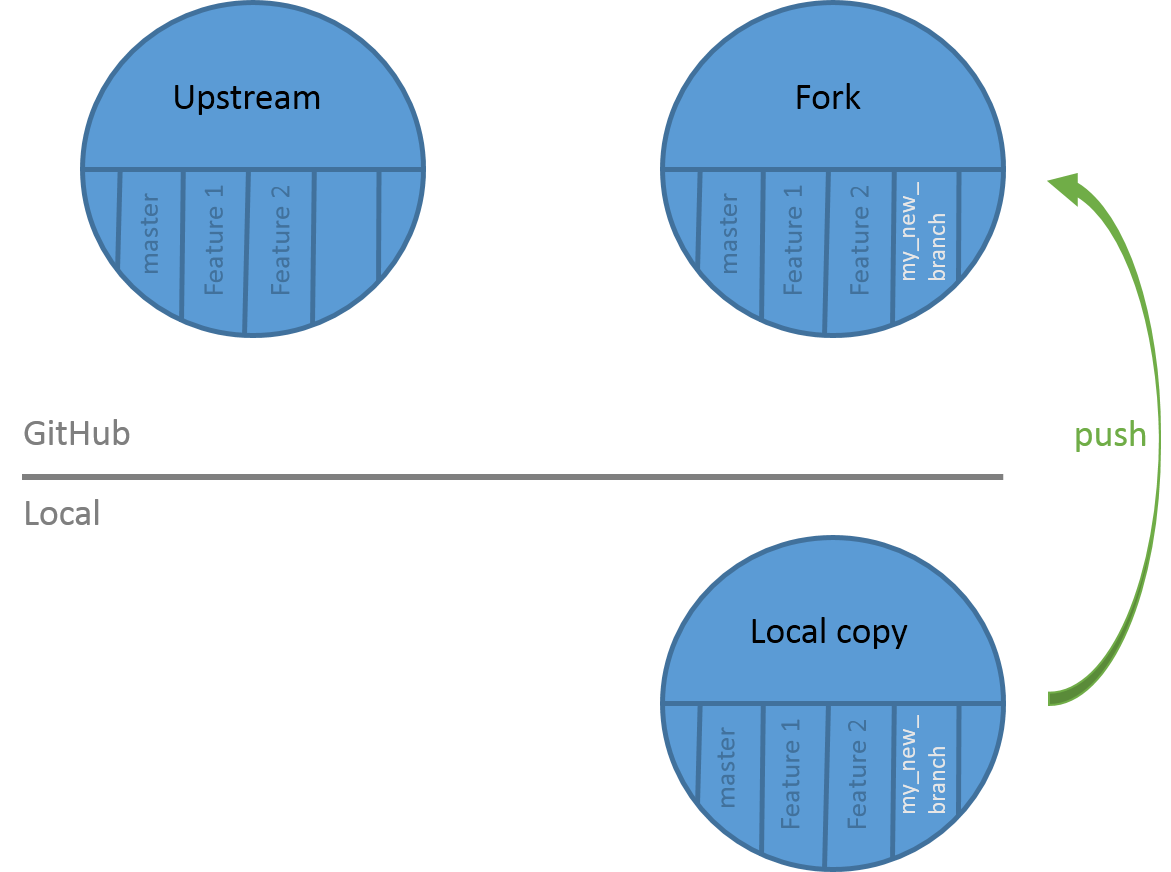 Upstream
master
Feature 1
Feature 2
Fork
master
Feature 1
Feature 2
my_new_
branch
GitHub
push
Local
Local copy
master
Feature 1
Feature 2
my_new_
branch